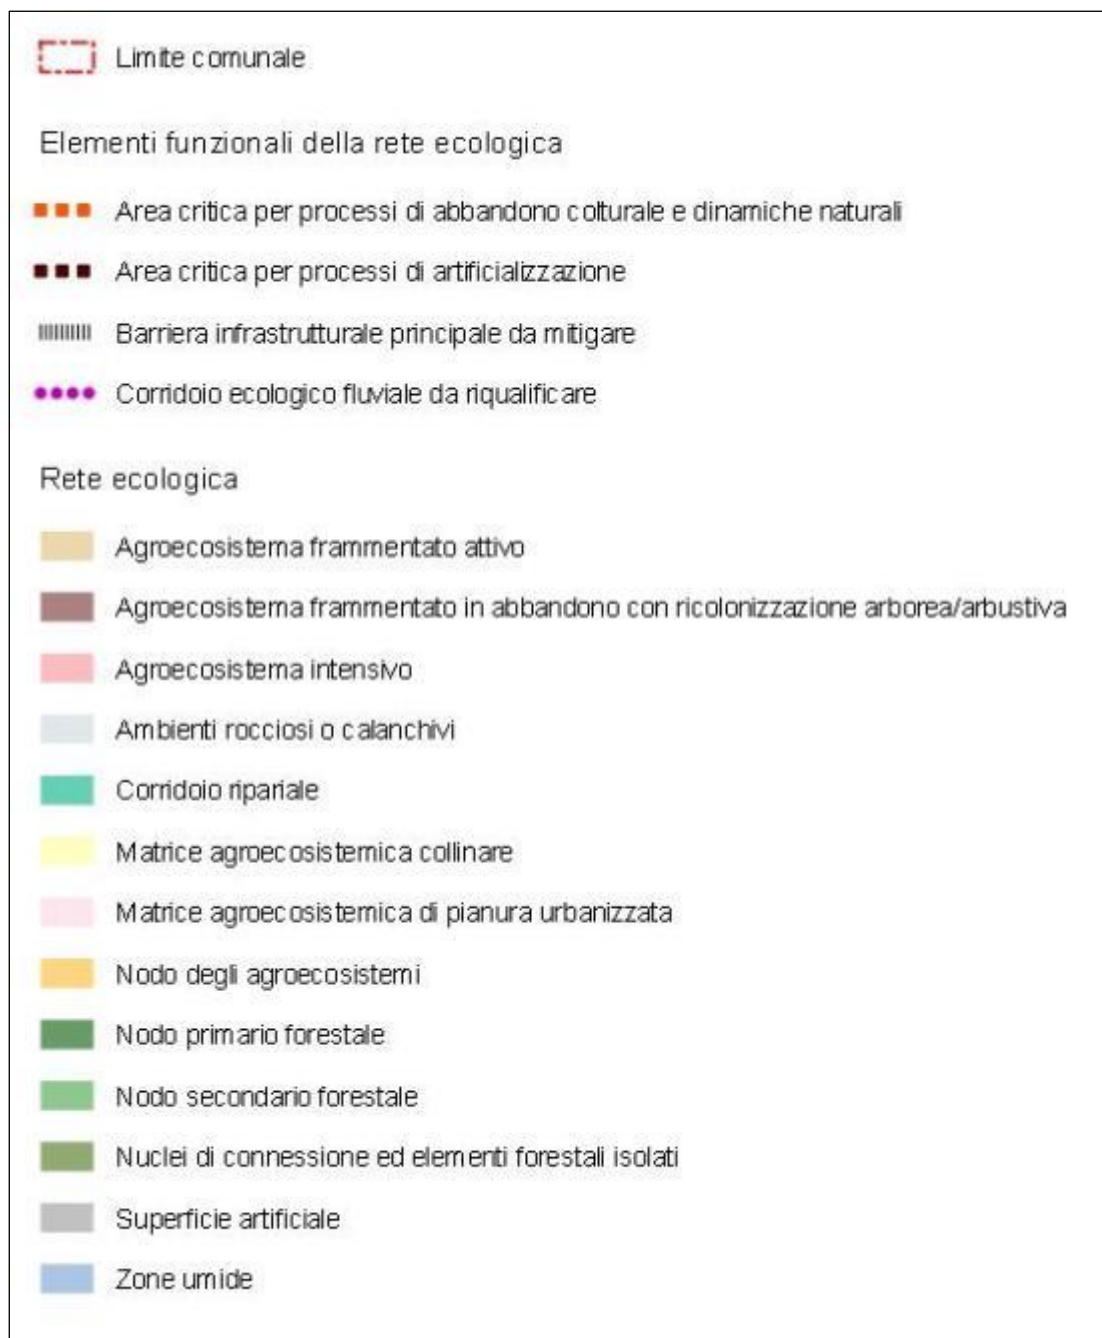 Limite comunale
Elementi funzionali della rete ecologica
Area critica per processi di abbandono colturale e dinamiche naturali
Area critica per processi di artificializzazione
Barriera infrastrutturale principale da mitigare
Corridoio ecologico fluviale da riqualificare
Rete ecologica
Agroecosistema frammentato attivo
Agroecosistema frammentato in abbandono con ricolonizzazione arborea/arbustiva
Agroecosistema intensivo
Ambienti rocciosi o calanchivi
Corridoio ripariale
Matrice agroecosistemica collinare
Matrice agroecosistemica di pianura urbanizzata
Nodo degli agroecosistemi
Nodo primario forestale
Nodo secondario forestale
Nuclei di connessione ed elementi forestali isolati
Superficie artificiale
Zone umide